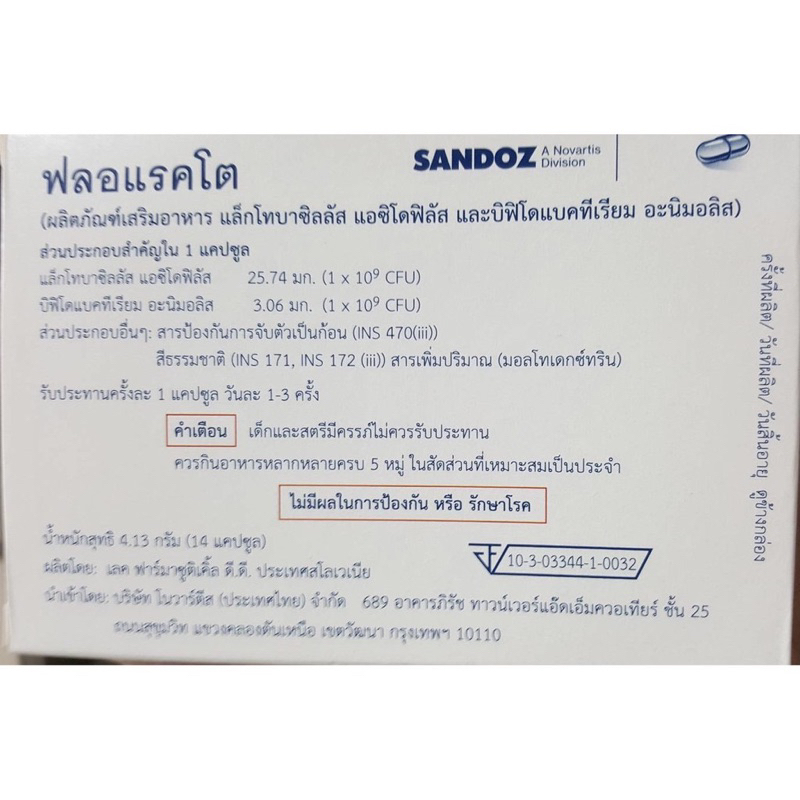 SANDOZ A Novartis Division
ฟลอแรคโต
(ผลิตภัณฑ์เสริมอาหาร แล็กโทบาซิลลัส แอซิโดฟิลัส และบิฟิโดแบคทีเรียม อะนิมอลิส)
ส่วนประกอบสำคัญใน 1 แคปซูล
แล็กโทบาซิลลัส แอซิโดฟิลัส 25.74 มก. (1 x 10⁹ CFU)
บิฟิโดแบคทีเรียม อะนิมอลิส 3.06 มก. (1 x 10⁹ CFU)
ส่วนประกอบอื่นๆ: สารป้องกันการจับตัวเป็นก้อน (INS 470(iii))
สีธรรมชาติ (INS 171, INS 172 (iii)) สารเพิ่มปริมาณ (มอลโทเดกซ์ทริน)
รับประทานครั้งละ 1 แคปซูล วันละ 1-3 ครั้ง
คำเตือน เด็กและสตรีมีครรภ์ไม่ควรรับประทาน
ควรกินอาหารหลากหลายครบ 5 หมู่ ในสัดส่วนที่เหมาะสมเป็นประจำ
ไม่มีผลในการป้องกัน หรือ รักษาโรค
น้ำหนักสุทธิ 4.13 กรัม (14 แคปซูล)
10-3-03344-1-0032
ผลิตโดย: เลค ฟาร์มาซูติเคิ้ล ดี.ดี. ประเทศสโลเวเนีย
นำเข้าโดย: บริษัท โนวาร์ตีส (ประเทศไทย) จำกัด 689 อาคารภิรัช ทาวน์เวอร์แอ๊ดเอ็มควอเทียร์ ชั้น 25
ถนนสุขุมวิท แขวงคลองตันเหนือ เขตวัฒนา กรุงเทพฯ 10110
ครั้งที่ผลิต/ วันที่ผลิต/ วันสิ้นอายุ ดูข้างกล่อง